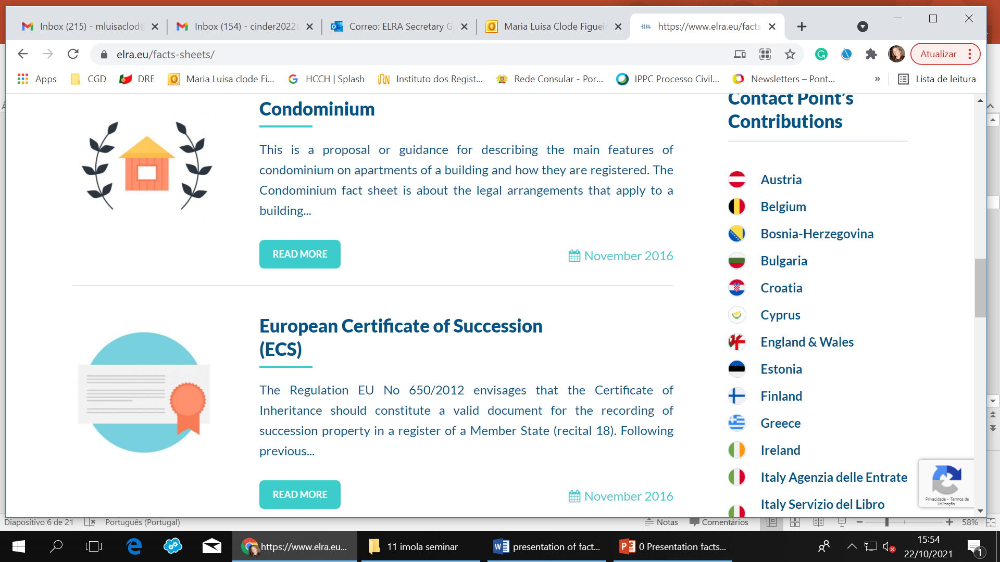 Inbox (215) - mluisaclod@
Inbox (154) - cinder2022@
Correo: ELRA Secretary Ge
Maria Luisa Clode Figueir
ELRA https://www.elra.eu/facts
elra.eu/facts-sheets/
Atualizar
Apps
CGD
DRE
Maria Luisa clode Fi...
HCCH | Splash
Instituto dos Regist...
Rede Consular - Por...
IPPC Processo Civil...
Newsletters – Pont...
»
Lista de leitura
Condominium
This is a proposal or guidance for describing the main features of
condominium on apartments of a building and how they are registered. The
Condominium fact sheet is about the legal arrangements that apply to a
building...
READ MORE
November 2016
European Certificate of Succession
(ECS)
The Regulation EU No 650/2012 envisages that the Certificate of
Inheritance should constitute a valid document for the recording of
succession property in a register of a Member State (recital 18). Following
previous...
READ MORE
November 2016
Contact Point's
Contributions
Austria
Belgium
Bosnia-Herzegovina
Bulgaria
Croatia
Cyprus
England & Wales
Estonia
Finland
Greece
Ireland
Italy Agenzia delle Entrate
Italy Servizio del Libro
Privacidade - Termos de
Utilização
Diapositivo 6 de 21
Português (Portugal)
Notas
Comentários
58%
https://www.elra.eu...
11 imola seminar
presentation of fact...
0 Presentation facts...
15:54
22/10/2021
1